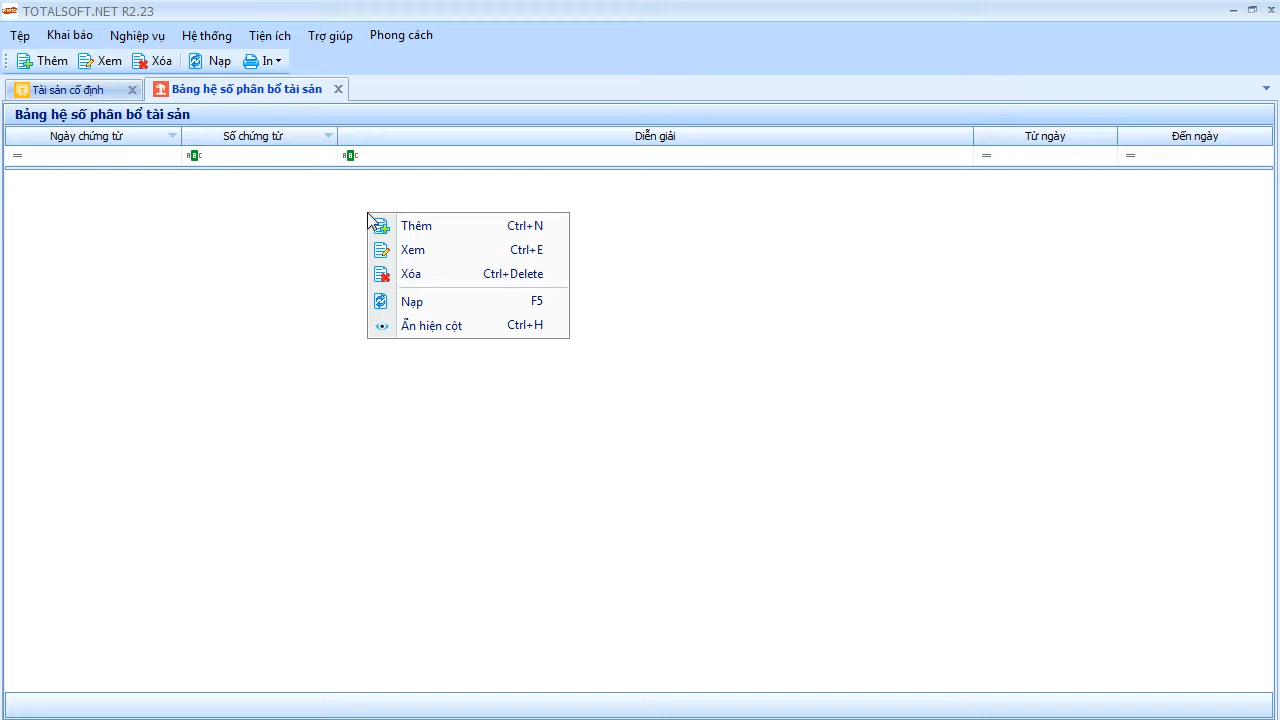 TOTALSOFT.NET R2.23
Tệp Khai báo Nghiệp vụ Hệ thống Tiện ích Trợ giúp Phong cách
Thêm Xem Xóa Nạp In
Tài sản cố định Bảng hệ số phân bổ tài sản
Bảng hệ số phân bổ tài sản
Ngày chứng từ Số chứng từ Diễn giải Từ ngày Đến ngày
= ABC ABC = =
Thêm Ctrl+N
Xem Ctrl+E
Xóa Ctrl+Delete
Nạp F5
Ẩn hiện cột Ctrl+H